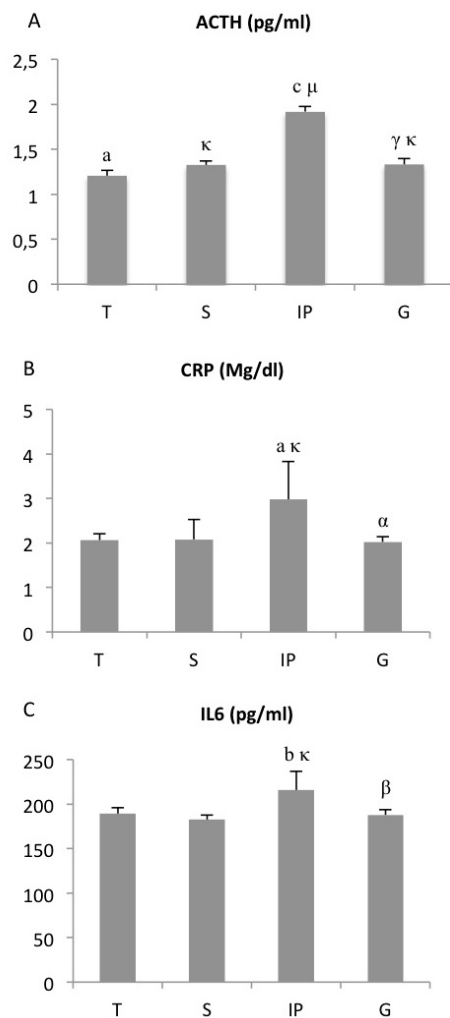 A
ACTH (pg/ml)
2,5
2
1,5
1
0,5
0
a
κ
c μ
γ κ
T S IP G
B
CRP (Mg/dl)
5
4
3
2
1
0
a κ
α
T S IP G
C
IL6 (pg/ml)
250
200
150
100
50
0
b κ
β
T S IP G